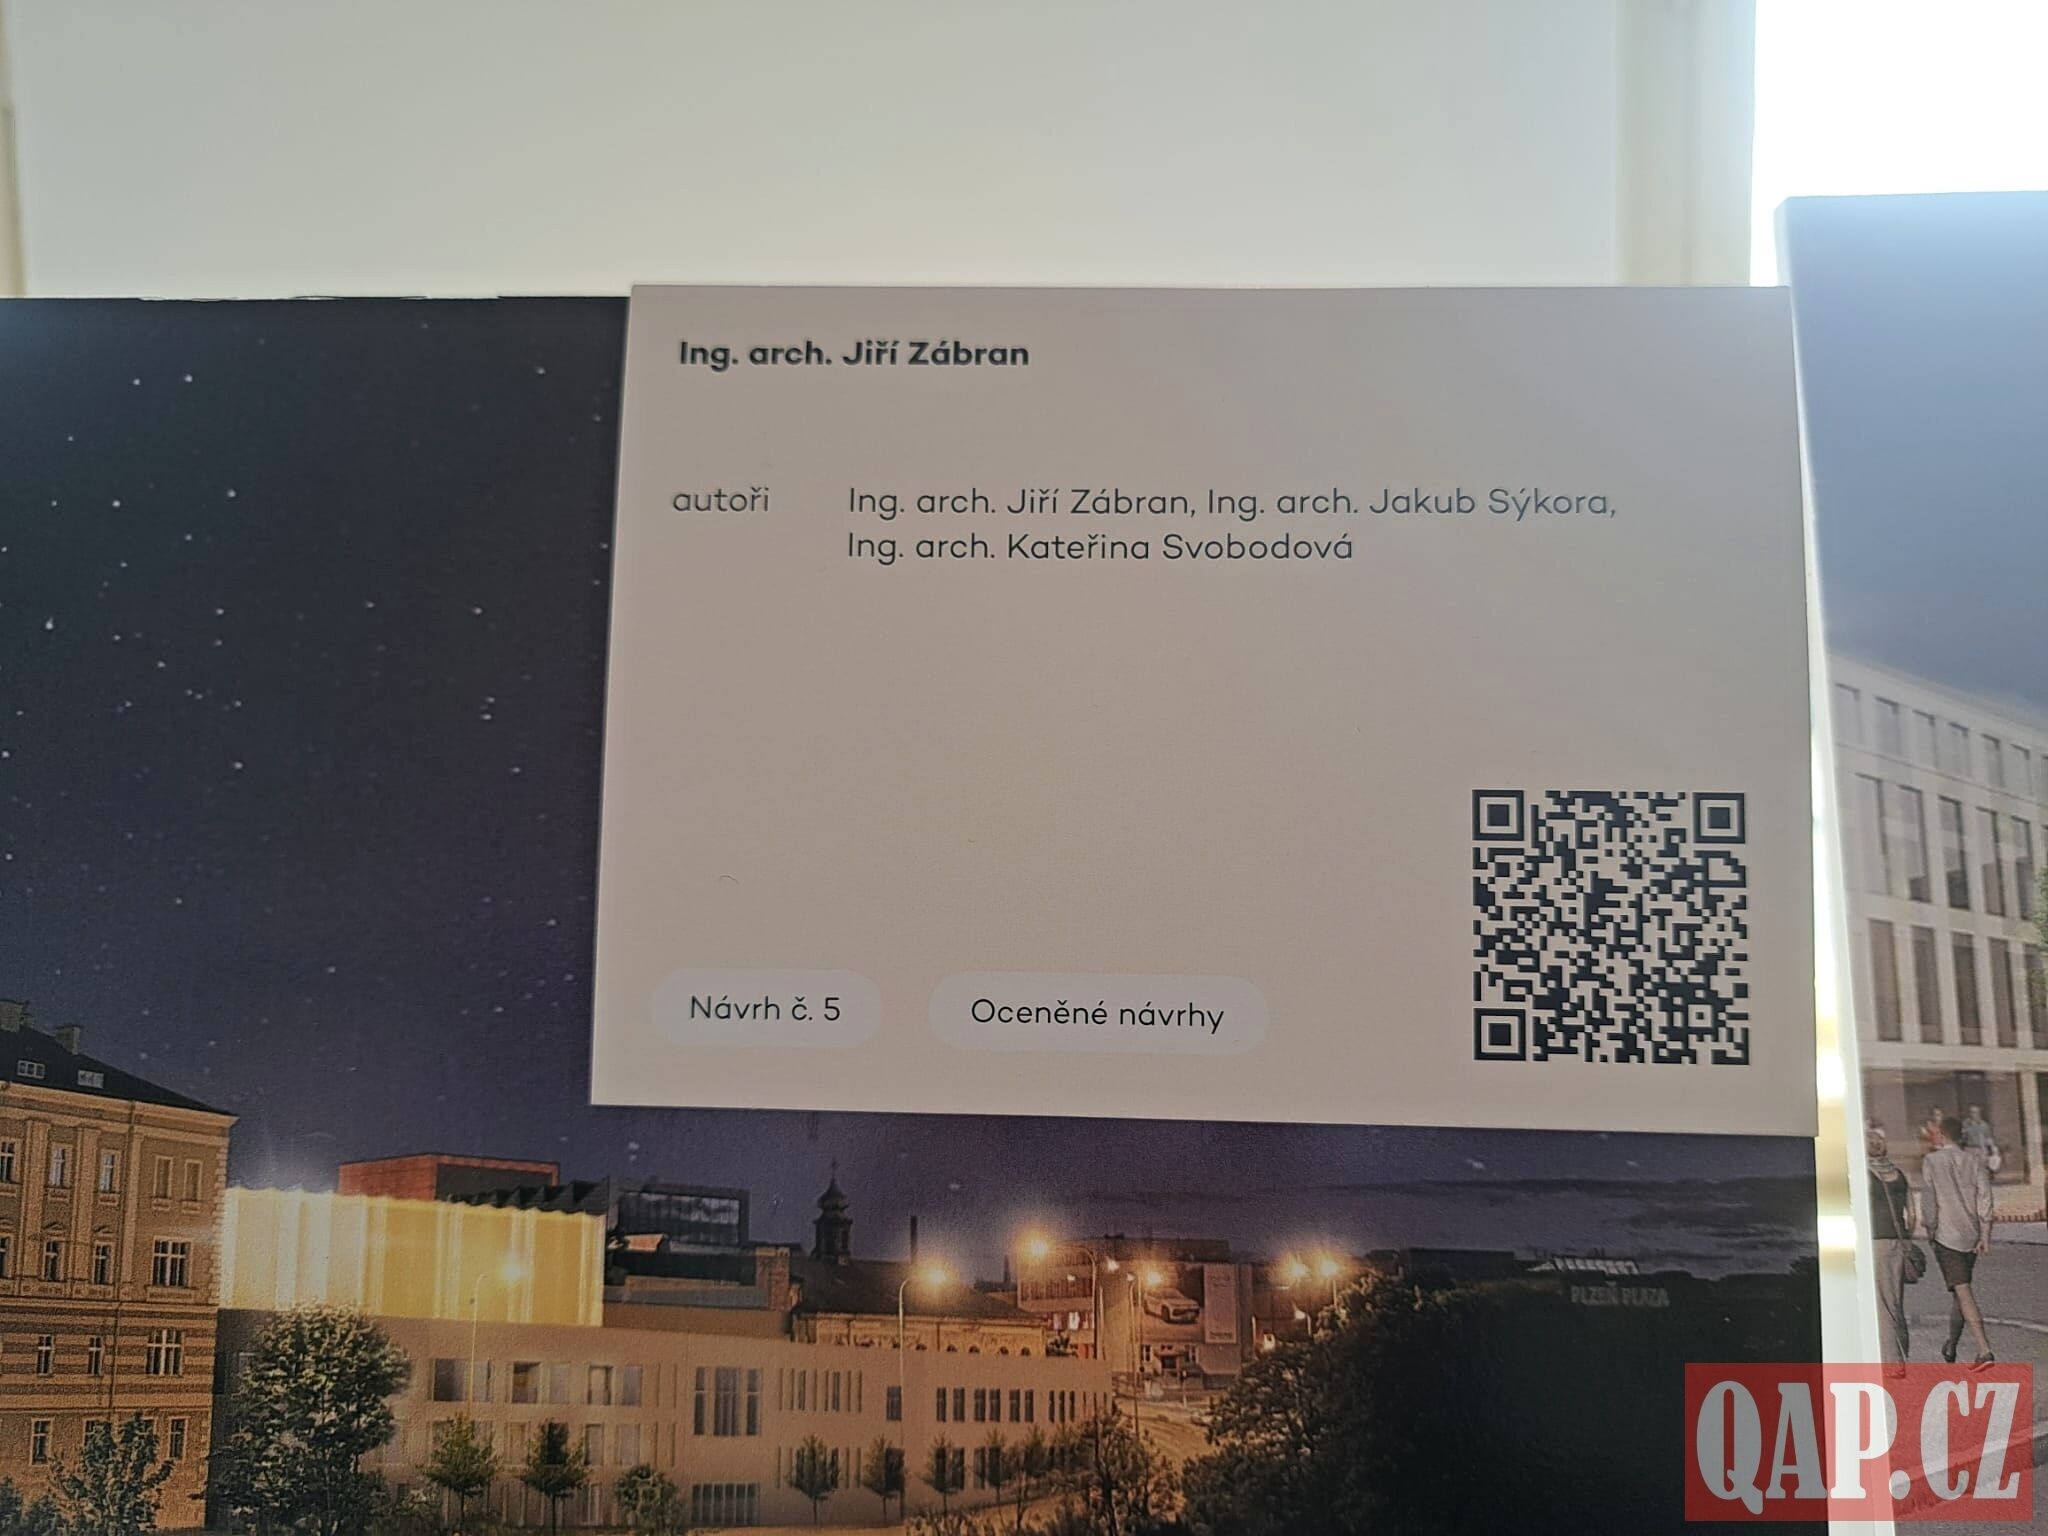 Ing. arch. Jiří Zábran
autoři Ing. arch. Jiří Zábran, Ing. arch. Jakub Sýkora,
Ing. arch. Kateřina Svobodová
Návrh č. 5 Oceněné návrhy
PLZEŇ PLAZA
QAP.CZ